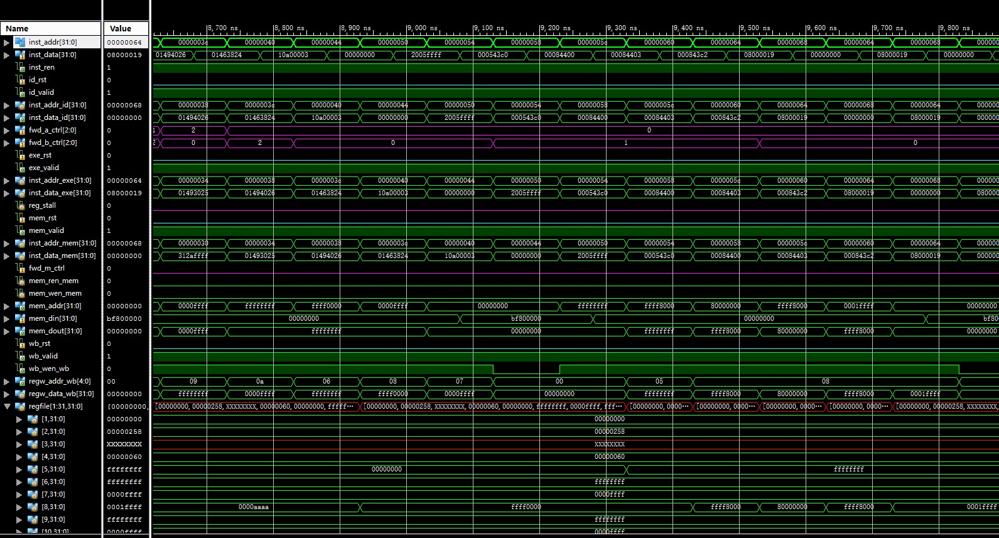 8,700 ns 8,800 ns 8,900 ns 9,000 ns 9,100 ns 9,200 ns 9,300 ns 9,400 ns 9,500 ns 9,600 ns 9,700 ns 9,800 ns
Name Value
inst_addr[31:0] 00000064 0000003c 00000040 00000044 00000050 00000054 00000058 0000005c 00000060 00000064 00000068 00000064 00000068 00000
inst_data[31:0] 08000019 01494026 01463824 10a00003 00000000 2005ffff 000543c0 00084400 00084403 000843c2 08000019 00000000 08000019 00000000
inst_ren 1
id_rst 0
id_valid 1
inst_addr_id[31:0] 00000068 00000038 0000003c 00000040 00000044 00000050 00000054 00000058 0000005c 00000060 00000064 00000068 00000064 00000
inst_data_id[31:0] 00000000 01494026 01463824 10a00003 00000000 2005ffff 000543c0 00084400 00084403 000843c2 08000019 00000000 08000019 00000
fwd_a_ctrl[2:0] 0 1 2 0
fwd_b_ctrl[2:0] 0 2 0 2 0 1 0
exe_rst 0
exe_valid 1
inst_addr_exe[31:0] 00000064 00000034 00000038 0000003c 00000040 00000044 00000050 00000054 00000058 0000005c 00000060 00000064 00000068 00000
inst_data_exe[31:0] 08000019 01493025 01494026 01463824 10a00003 00000000 2005ffff 000543c0 00084400 00084403 000843c2 08000019 00000000 08000
reg_stall 0
mem_rst 0
mem_valid 1
inst_addr_mem[31:0] 00000068 00000030 00000034 00000038 0000003c 00000040 00000044 00000050 00000054 00000058 0000005c 00000060 00000064 00000
inst_data_mem[31:0] 00000000 312affff 01493025 01494026 01463824 10a00003 00000000 2005ffff 000543c0 00084400 00084403 000843c2 08000019 00000
fwd_m_ctrl 0
mem_ren_mem 0
mem_wen_mem 0
mem_addr[31:0] 00000000 0000ffff ffffffff ffff0000 0000ffff 00000000 ffffffff ffff8000 80000000 ffff8000 0001ffff 00000000
mem_din[31:0] bf800000 00000000 bf800000 00000000 bf80
mem_dout[31:0] 00000000 0000ffff ffffffff 00000000 ffffffff ffff8000 80000000 ffff8000 00000000
wb_rst 0
wb_valid 1
wb_wen_wb 0
regw_addr_wb[4:0] 00 09 0a 06 08 07 00 05 08
regw_data_wb[31:0] 00000000 ffffffff 0000ffff ffffffff ffff0000 0000ffff 00000000 ffffffff ffff8000 80000000 ffff8000 0001ffff
regfile[1:31,31:0] [00000000, [00000000,00000258,XXXXXXXX,00000060,00000000,fffff... [00000000,00000258,XXXXXXXX,00000060,00000000,ffffffff,0000ffff,fff... [00000000,0000... [00000000,0000... [00000000,0000... [00000000,0000... [00000000,00000258,XXXXXXXX,
[1,31:0] 00000000 00000000
[2,31:0] 00000258 00000258
[3,31:0] XXXXXXXX XXXXXXXX
[4,31:0] 00000060 00000060
[5,31:0] ffffffff 00000000 ffffffff
[6,31:0] ffffffff ffffffff
[7,31:0] 0000ffff 0000ffff
[8,31:0] 0001ffff 0000aaaa ffff0000 ffff8000 80000000 ffff8000 0001ffff
[9,31:0] ffffffff ffffffff
[10,31:0] 0000ffff 0000ffff